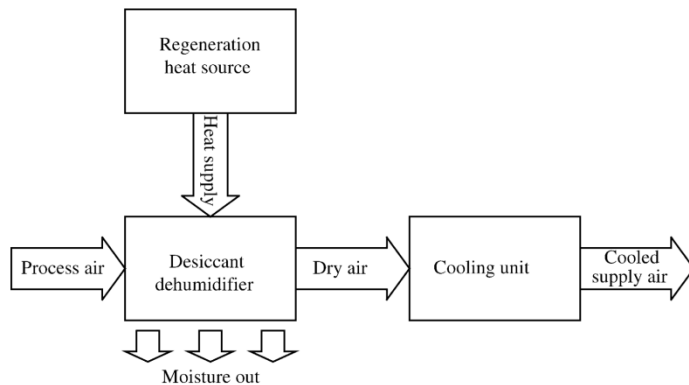 Regeneration
heat source
Heat supply
Process air
Desiccant
dehumidifier
Dry air
Cooling unit
Cooled
supply air
Moisture out